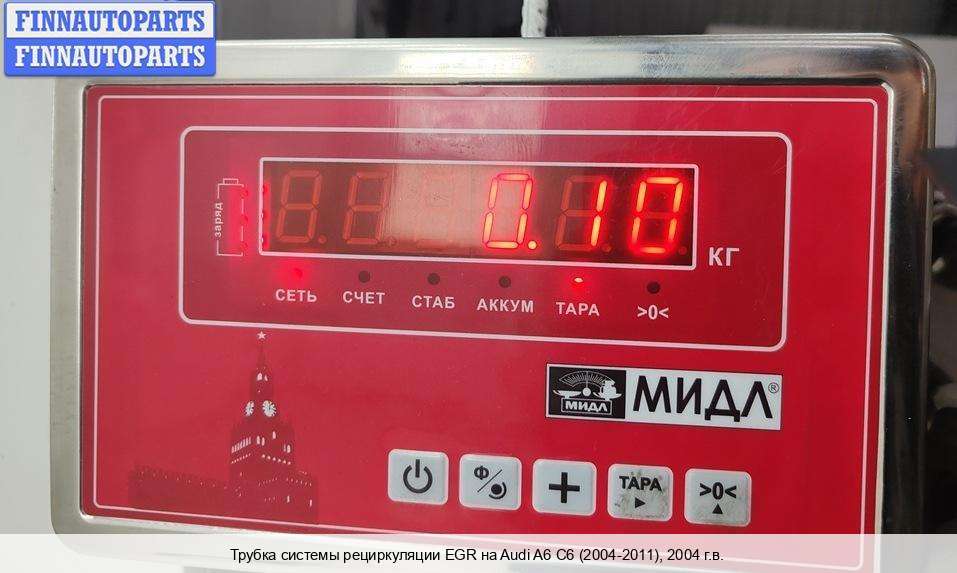 FINNAUTOPARTS
FINNAUTOPARTS
заряд
0.10
КГ
СЕТЬ СЧЕТ СТАБ АККУМ ТАРА >0<
МИДЛ МИДЛ®
Ф ТАРА >0<
Трубка системы рециркуляции EGR на Audi A6 C6 (2004-2011), 2004 г.в.